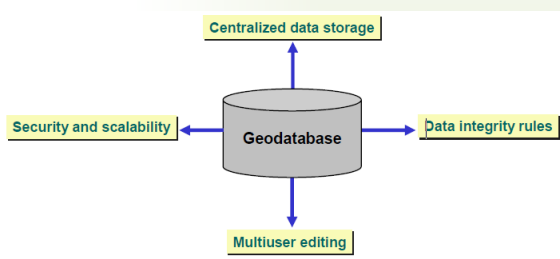 Centralized data storage
Security and scalability
Geodatabase
Data integrity rules
Multiuser editing